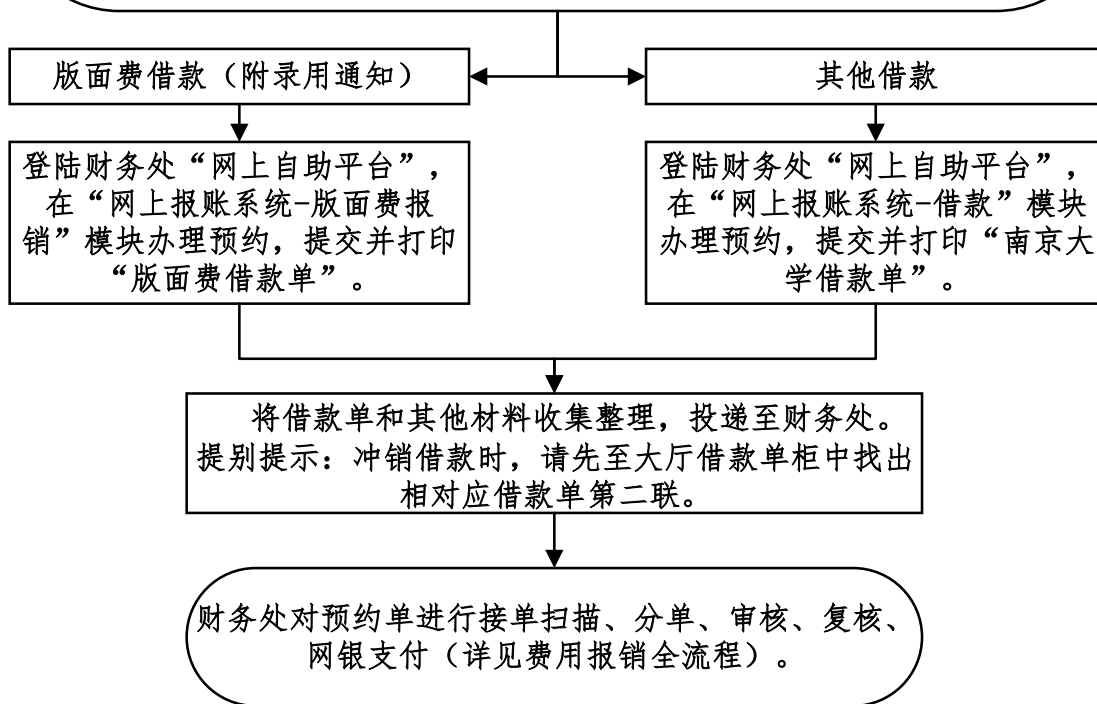 版面费借款（附录用通知）
其他借款
登陆财务处“网上自助平台”，
在“网上报账系统-版面费报
销”模块办理预约，提交并打印
“版面费借款单”。
登陆财务处“网上自助平台”，
在“网上报账系统-借款”模块
办理预约，提交并打印“南京大
学借款单”。
将借款单和其他材料收集整理，投递至财务处。
提别提示：冲销借款时，请先至大厅借款单柜中找出
相对应借款单第二联。
财务处对预约单进行接单扫描、分单、审核、复核、
网银支付（详见费用报销全流程）。